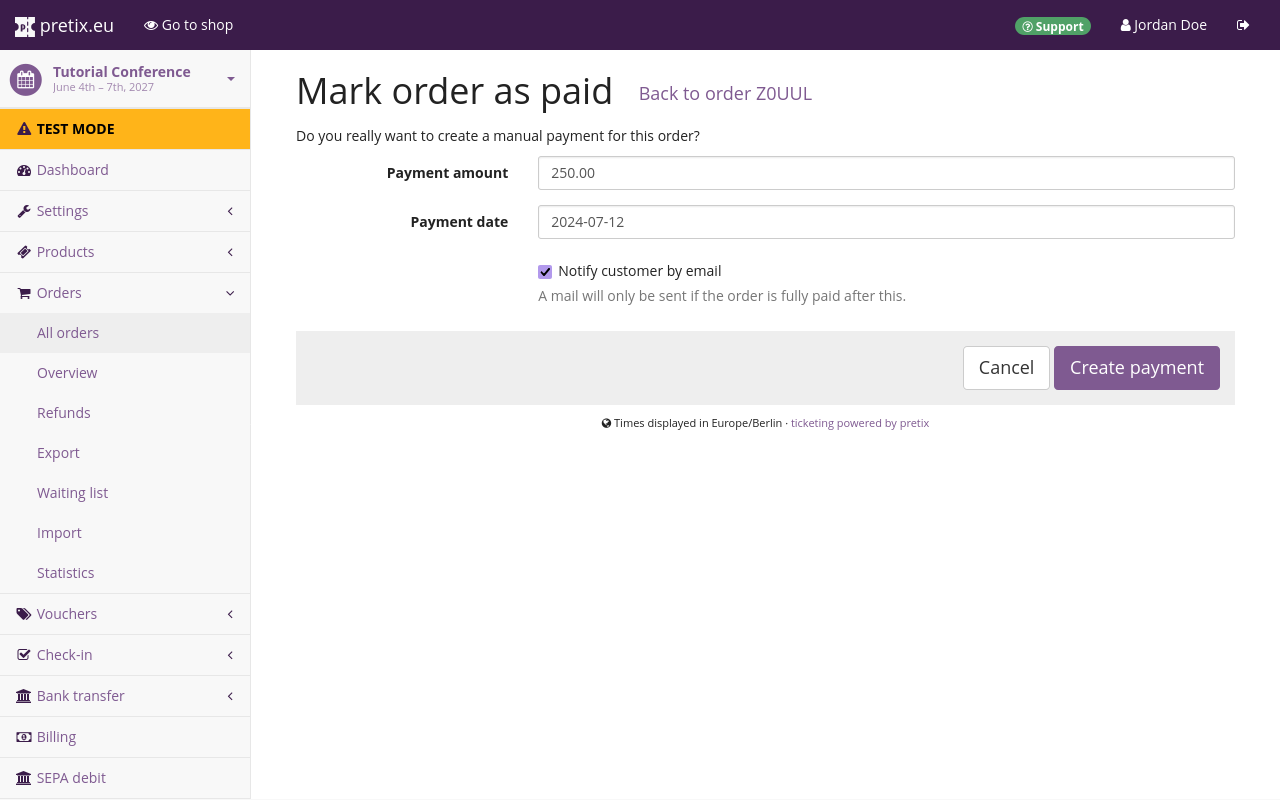 pretix.eu
Go to shop
Support
Jordan Doe
Tutorial Conference
June 4th – 7th, 2027
TEST MODE
Dashboard
Settings
Products
Orders
All orders
Overview
Refunds
Export
Waiting list
Import
Statistics
Vouchers
Check-in
Bank transfer
Billing
SEPA debit
Mark order as paid Back to order Z0UUL
Do you really want to create a manual payment for this order?
Payment amount 250.00
Payment date 2024-07-12
Notify customer by email
A mail will only be sent if the order is fully paid after this.
Cancel Create payment
Times displayed in Europe/Berlin · ticketing powered by pretix